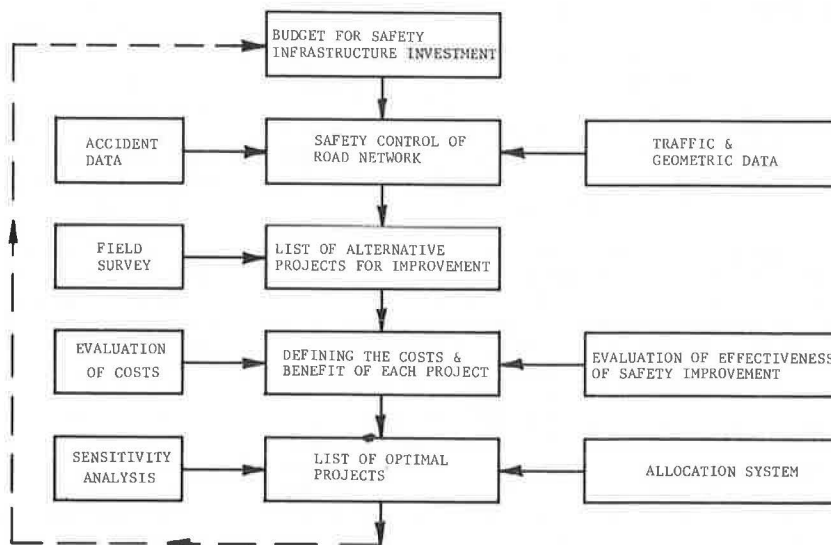 BUDGET FOR SAFETY
INFRASTRUCTURE INVESTMENT
ACCIDENT
DATA
SAFETY CONTROL OF
ROAD NETWORK
TRAFFIC &
GEOMETRIC DATA
FIELD
SURVEY
LIST OF ALTERNATIVE
PROJECTS FOR IMPROVEMENT
EVALUATION
OF COSTS
DEFINING THE COSTS &
BENEFIT OF EACH PROJECT
EVALUATION OF EFFECTIVENESS
OF SAFETY IMPROVEMENT
SENSITIVITY
ANALYSIS
LIST OF OPTIMAL
PROJECTS
ALLOCATION SYSTEM